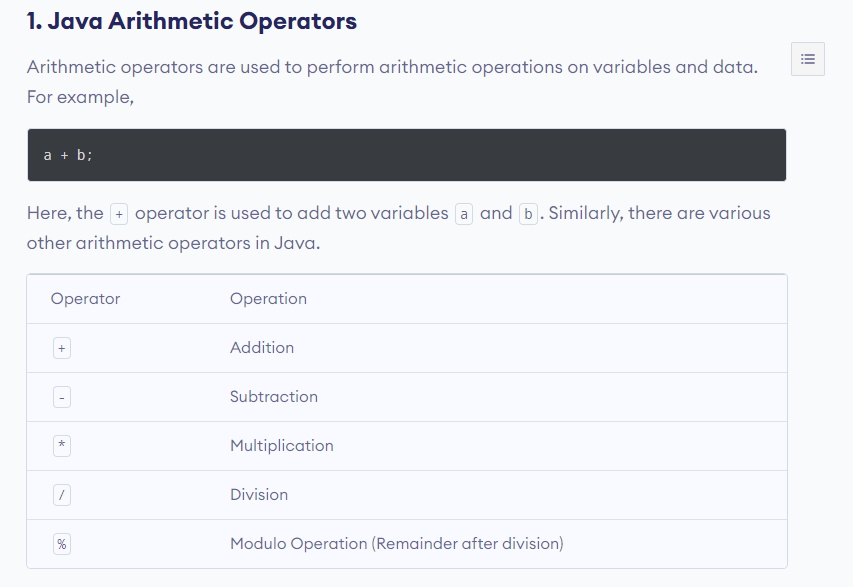 1. Java Arithmetic Operators
Arithmetic operators are used to perform arithmetic operations on variables and data.
For example,
a + b;
Here, the + operator is used to add two variables a and b . Similarly, there are various
other arithmetic operators in Java.
Operator Operation
+ Addition
- Subtraction
* Multiplication
/ Division
% Modulo Operation (Remainder after division)